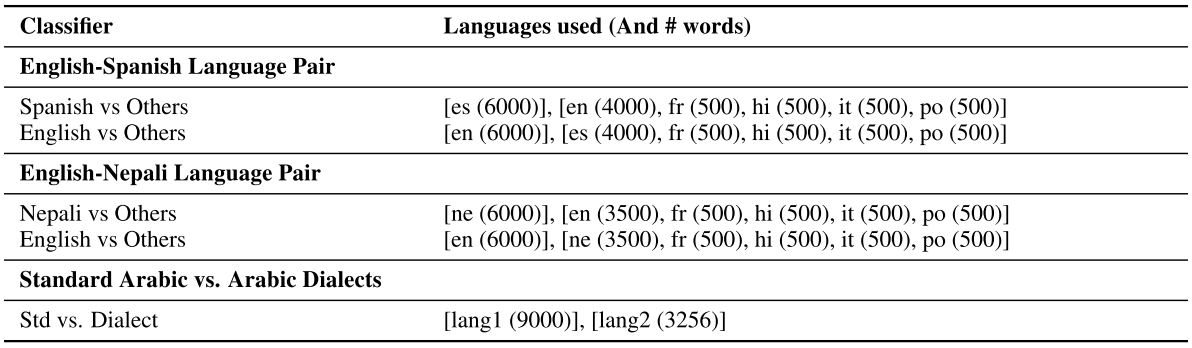 Classifier Languages used (And # words)
English-Spanish Language Pair
Spanish vs Others [es (6000)], [en (4000), fr (500), hi (500), it (500), po (500)]
English vs Others [en (6000)], [es (4000), fr (500), hi (500), it (500), po (500)]
English-Nepali Language Pair
Nepali vs Others [ne (6000)], [en (3500), fr (500), hi (500), it (500), po (500)]
English vs Others [en (6000)], [ne (3500), fr (500), hi (500), it (500), po (500)]
Standard Arabic vs. Arabic Dialects
Std vs. Dialect [lang1 (9000)], [lang2 (3256)]